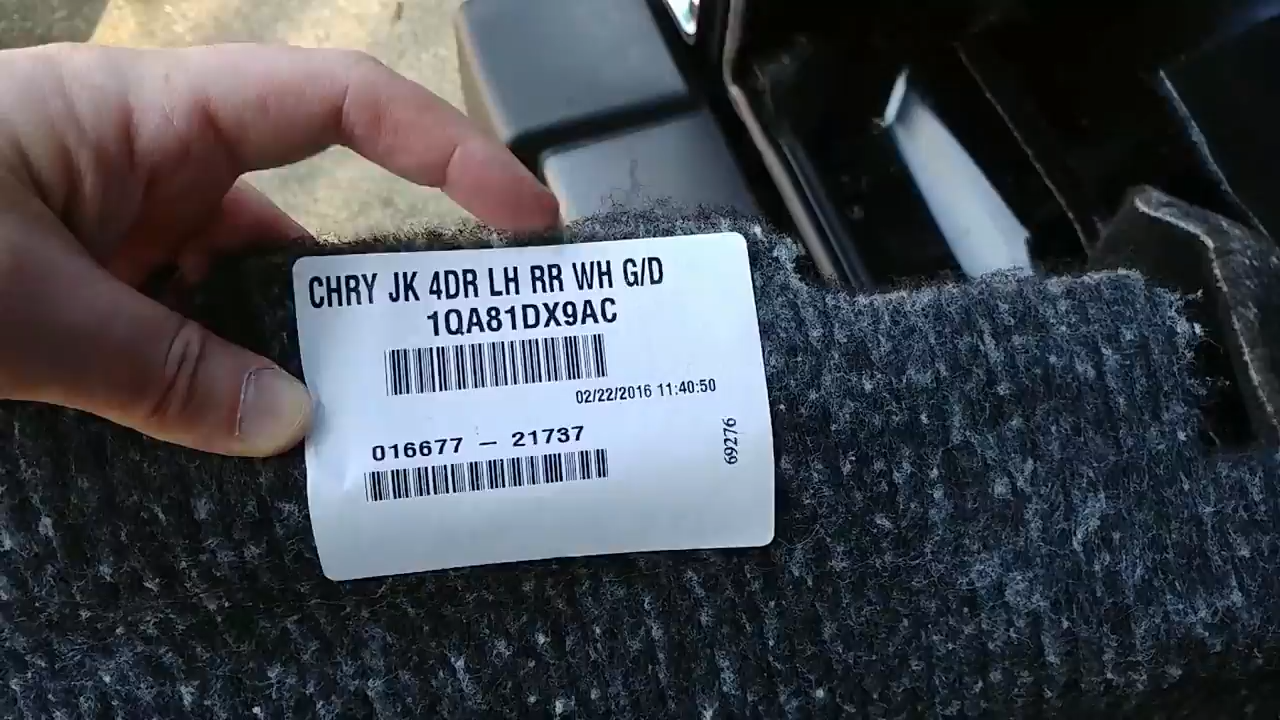 CHRY JK 4DR LH RR WH G/D
1QA81DX9AC
02/22/2016 11:40:50
016677 – 21737
69276